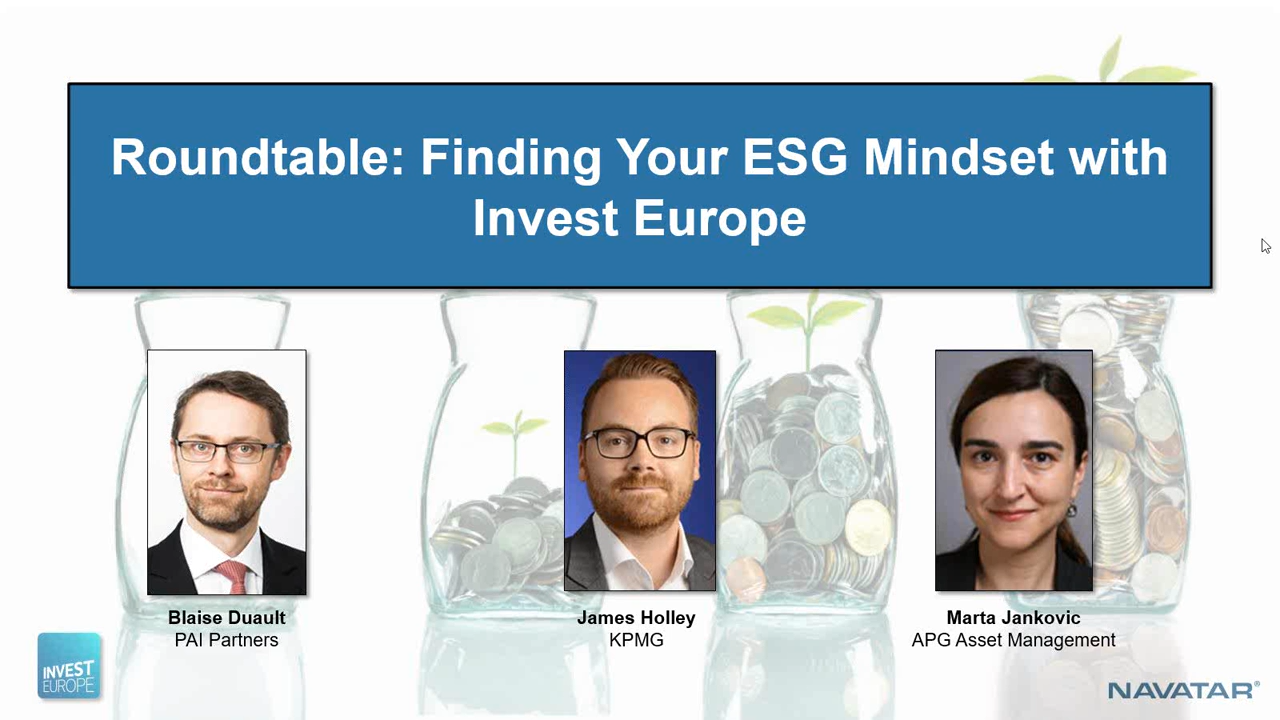 Roundtable: Finding Your ESG Mindset with
Invest Europe
Blaise Duault
PAI Partners
James Holley
KPMG
Marta Jankovic
APG Asset Management
INVEST
EUROPE
NAVATAR®